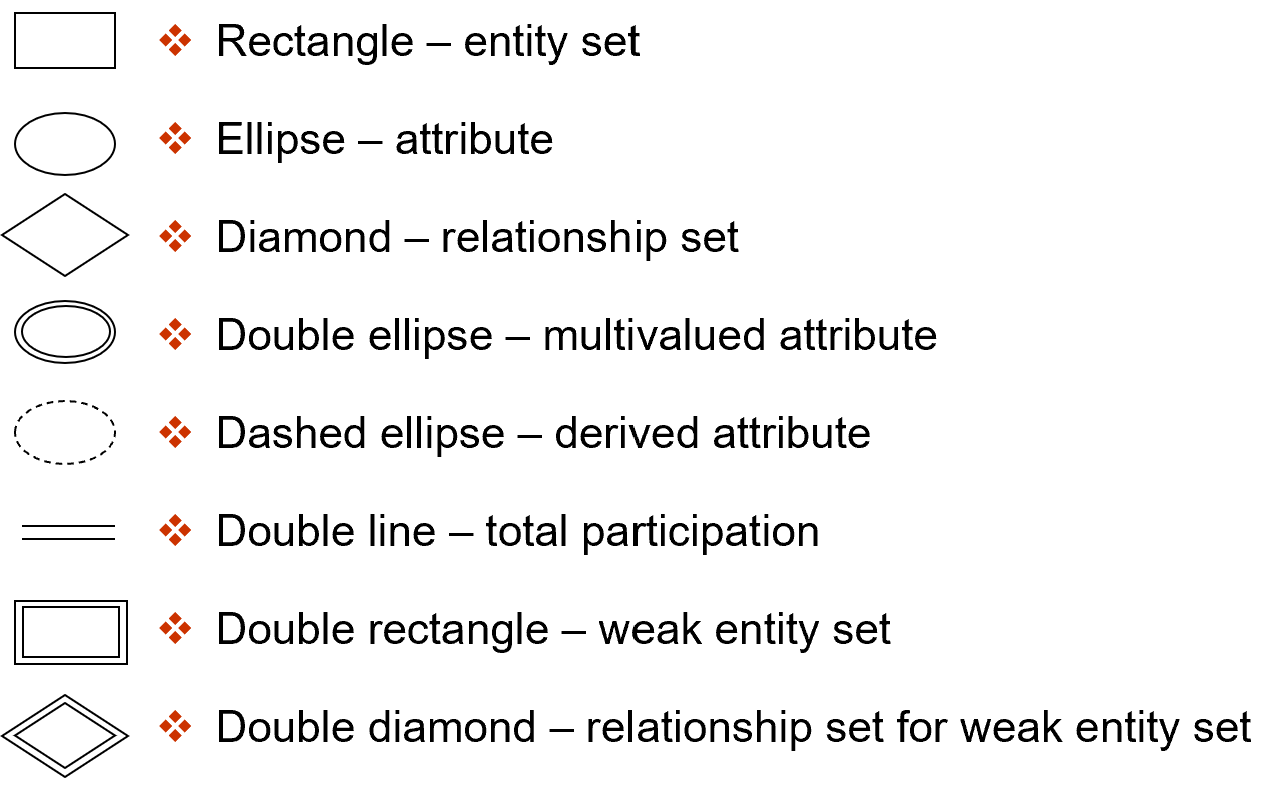 Rectangle – entity set
Ellipse – attribute
Diamond – relationship set
Double ellipse – multivalued attribute
Dashed ellipse – derived attribute
Double line – total participation
Double rectangle – weak entity set
Double diamond – relationship set for weak entity set